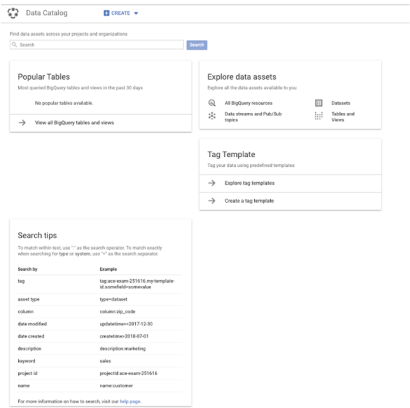 Data Catalog
CREATE
Find data assets across your projects and organizations
Search
Search
Popular Tables
Most queried BigQuery tables and views in the past 30 days
No popular tables available.
View all BigQuery tables and views
Explore data assets
Explore all the data assets available to you
All BigQuery resources
Datasets
Data streams and Pub/Sub
topics
Tables and
Views
Tag Template
Tag your data using predefined templates
Explore tag templates
Create a tag template
Search tips
To match within text, use ":" as the search operator. To match exactly
when searching for type or system, use "=" as the search separator.
Search by
Example
tag
tag:ace-exam-251616.my-template-
id.somefield=somevalue
asset type
type=dataset
column
column:zip_code
date modified
updatetime<=2017-12-30
date created
createtime>2018-07-01
description
description:marketing
keyword
sales
project id
projectid:ace-exam-251616
name
name:customer
For more information on how to search, visit our help page.